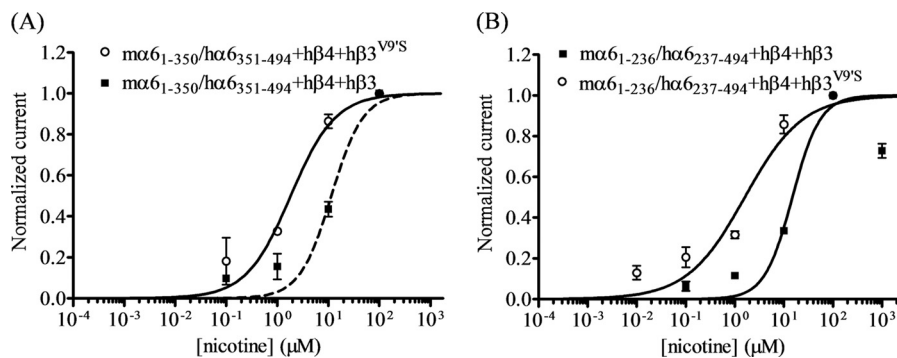 (A)
mα6₁₋₃₅₀/hα6₃₅₁₋₄₉₄+hβ4+hβ3ⱽ⁹'ˢ
mα6₁₋₃₅₀/hα6₃₅₁₋₄₉₄+hβ4+hβ3
Normalized current
1.2
1.0
0.8
0.6
0.4
0.2
0.0
10⁻⁴ 10⁻³ 10⁻² 10⁻¹ 10⁰ 10¹ 10² 10³
[nicotine] (μM)
(B)
mα6₁₋₂₃₆/hα6₂₃₇₋₄₉₄+hβ4+hβ3
mα6₁₋₂₃₆/hα6₂₃₇₋₄₉₄+hβ4+hβ3ⱽ⁹'ˢ
Normalized current
1.2
1.0
0.8
0.6
0.4
0.2
0.0
10⁻⁴ 10⁻³ 10⁻² 10⁻¹ 10⁰ 10¹ 10² 10³
[nicotine] (μM)